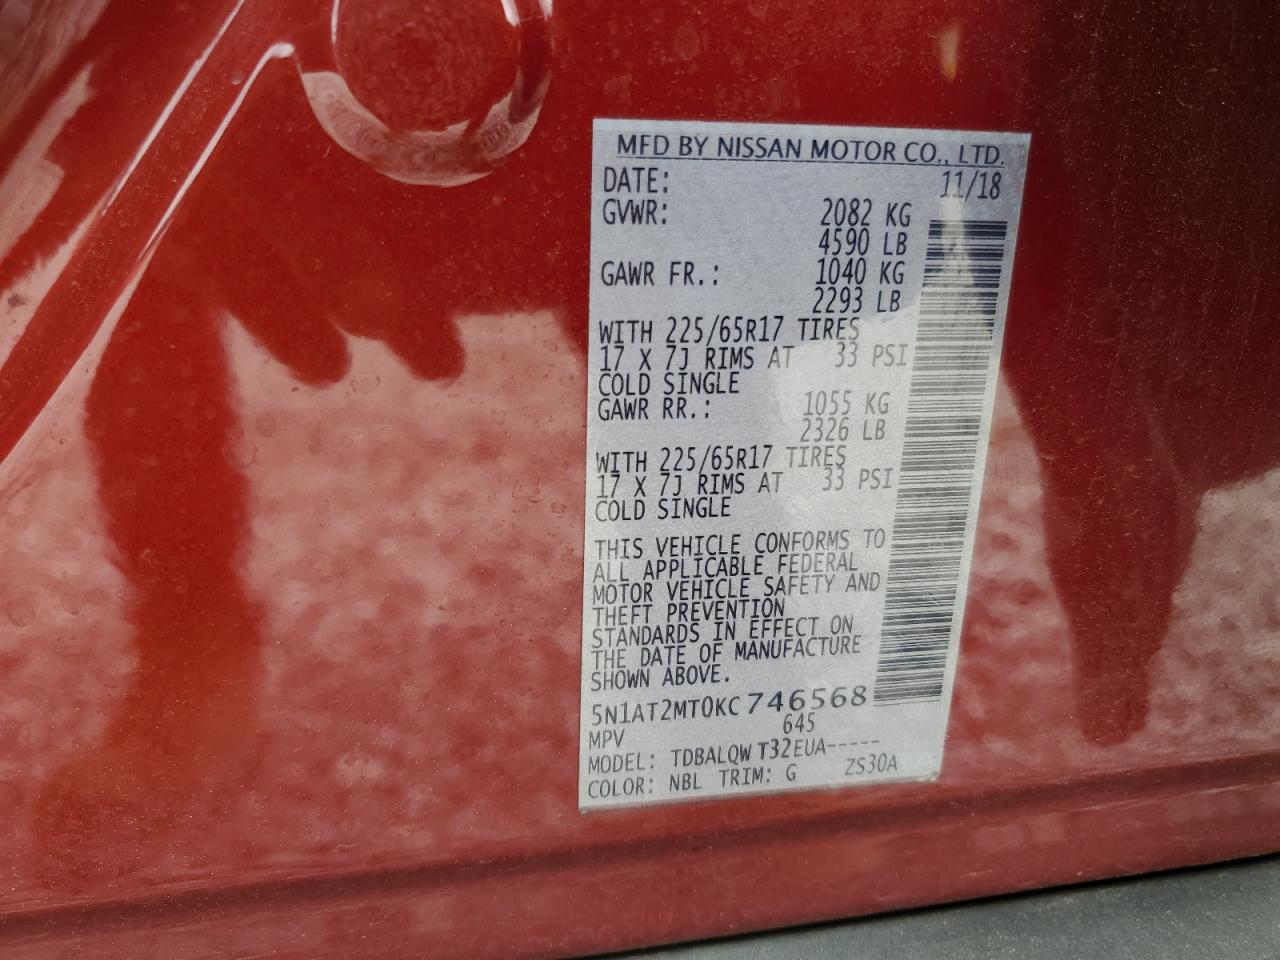 MFD BY NISSAN MOTOR CO., LTD.
DATE: 11/18
GVWR: 2082 KG
4590 LB
GAWR FR.: 1040 KG
2293 LB
WITH 225/65R17 TIRES
17 X 7J RIMS AT 33 PSI
COLD SINGLE
GAWR RR.: 1055 KG
2326 LB
WITH 225/65R17 TIRES
17 X 7J RIMS AT 33 PSI
COLD SINGLE
THIS VEHICLE CONFORMS TO
ALL APPLICABLE FEDERAL
MOTOR VEHICLE SAFETY AND
THEFT PREVENTION
STANDARDS IN EFFECT ON
THE DATE OF MANUFACTURE
SHOWN ABOVE.
5N1AT2MT0KC746568
MPV 645
MODEL: TDBALQW T32EUA-----
COLOR: NBL TRIM: G ZS30A